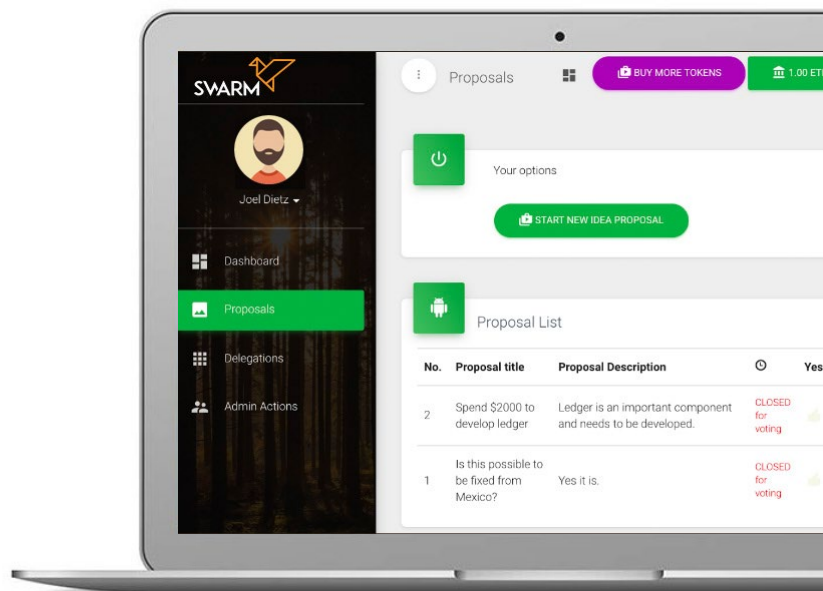 SWARM
Joel Dietz
Dashboard
Proposals
Delegations
Admin Actions
Proposals
BUY MORE TOKENS
1.00 ET
Your options
START NEW IDEA PROPOSAL
Proposal List
No. Proposal title Proposal Description Yes
2 Spend $2000 to develop ledger Ledger is an important component and needs to be developed. CLOSED for voting
1 Is this possible to be fixed from Mexico? Yes it is. CLOSED for voting